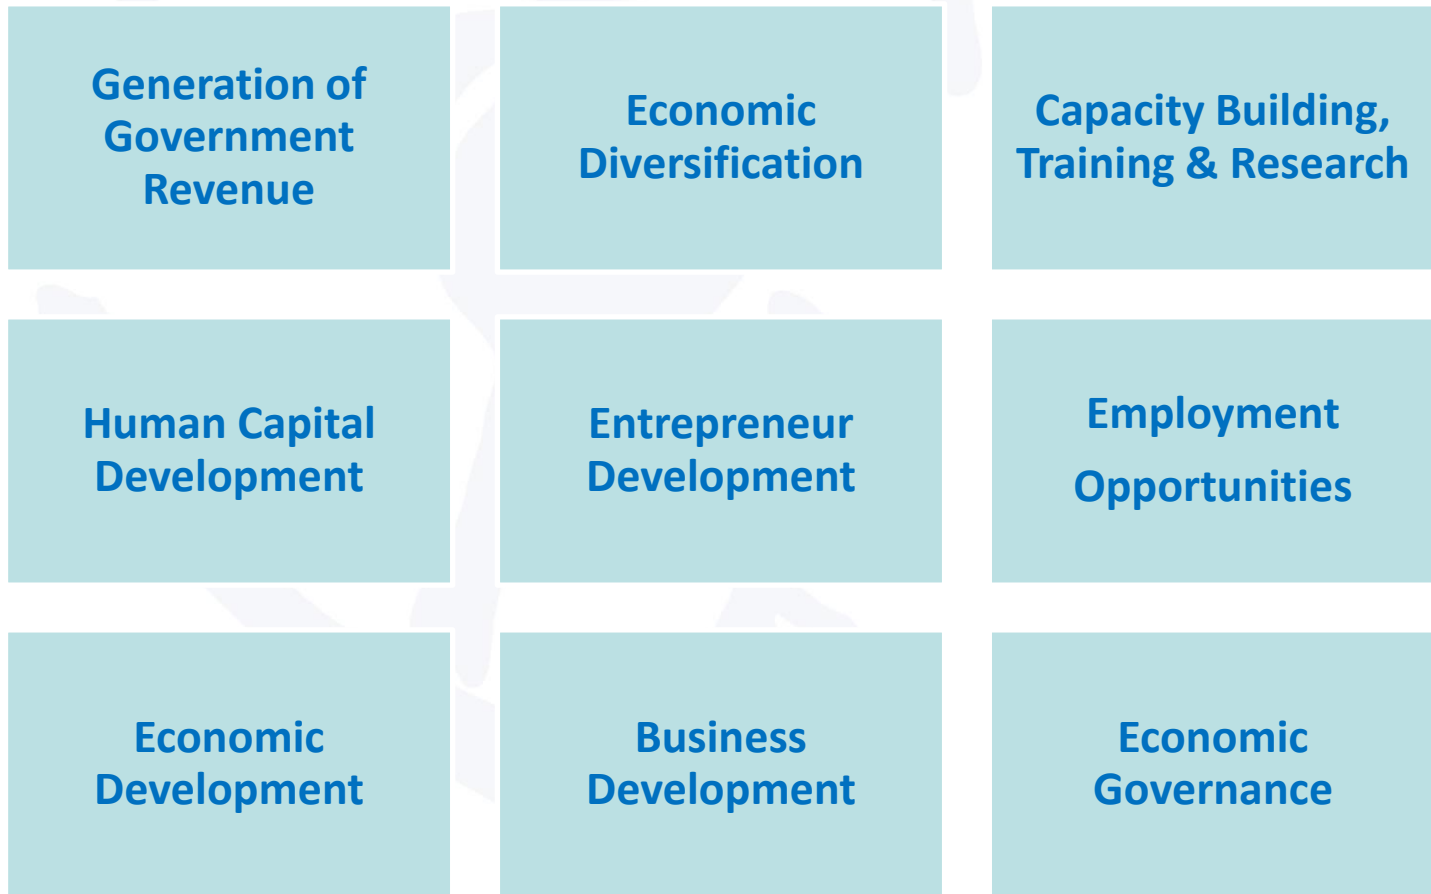 Generation of
Government
Revenue
Economic
Diversification
Capacity Building,
Training & Research
Human Capital
Development
Entrepreneur
Development
Employment
Opportunities
Economic
Development
Business
Development
Economic
Governance